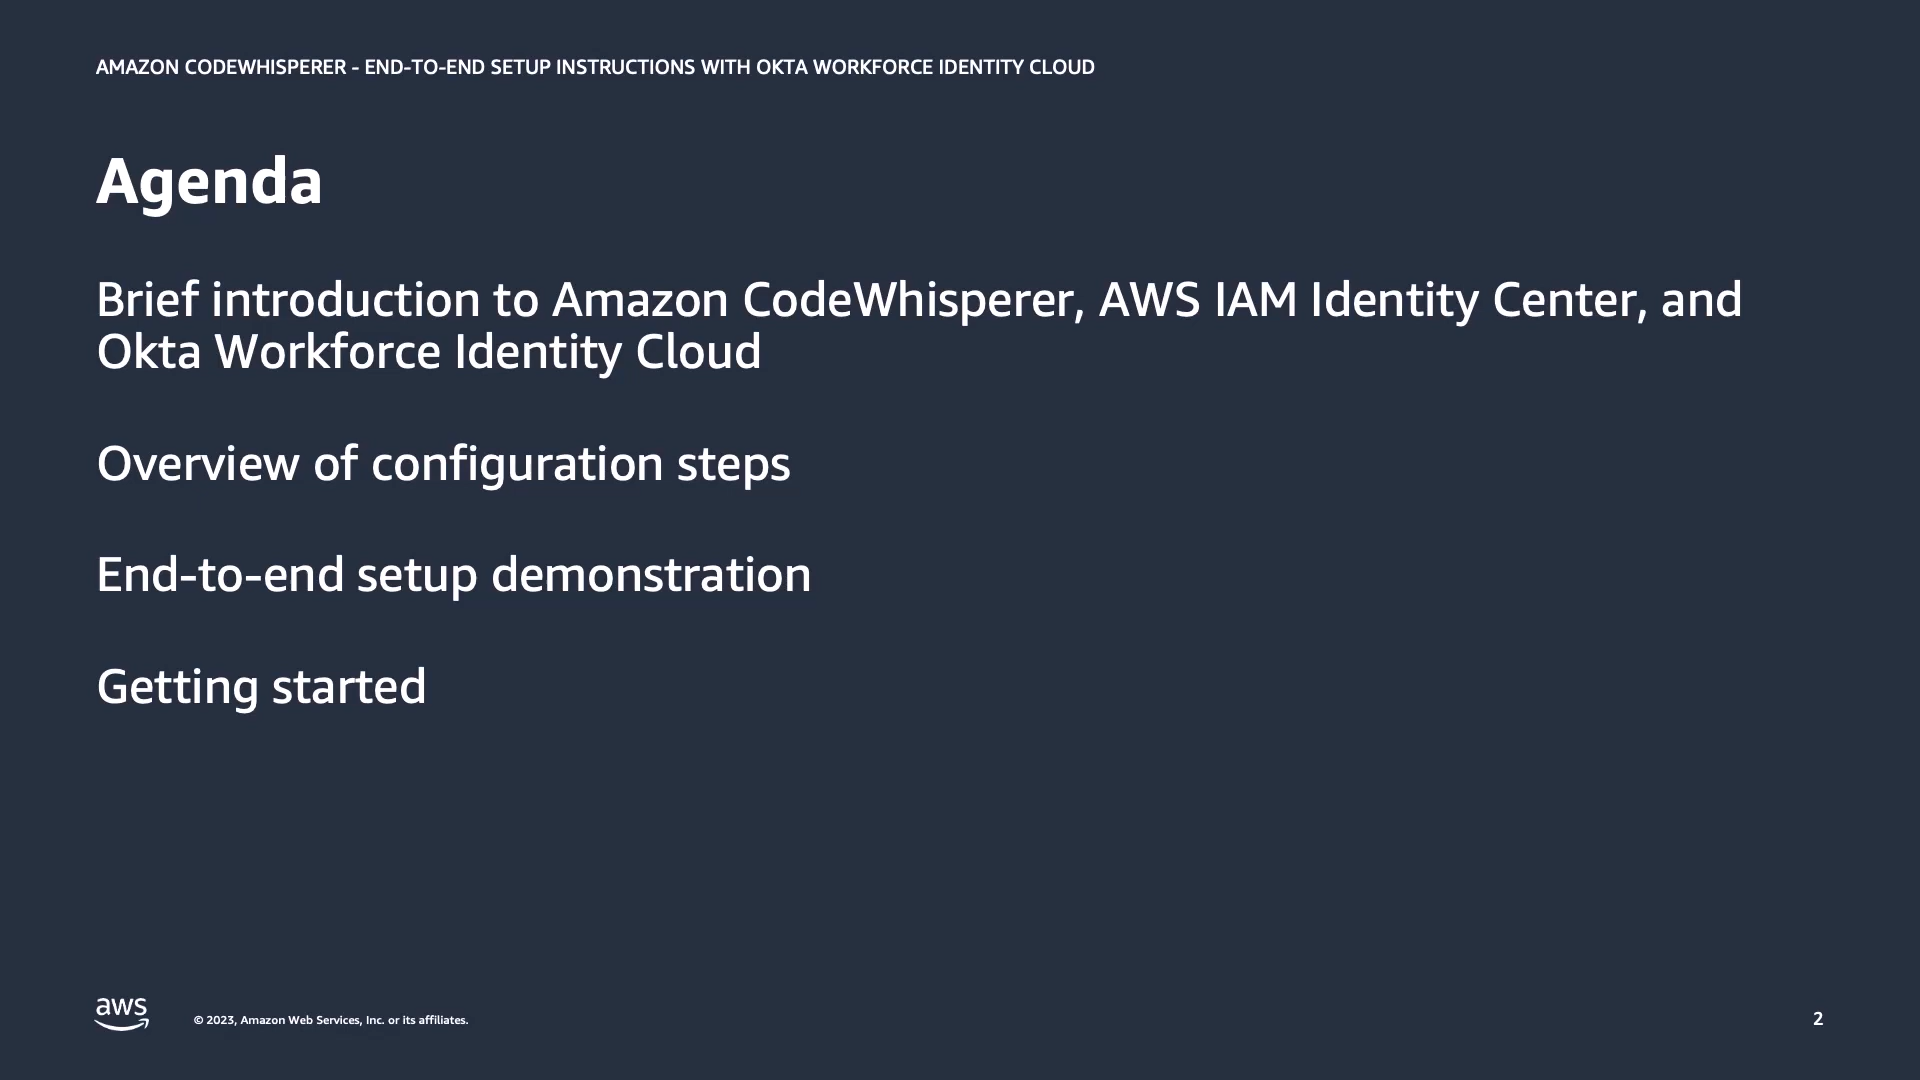 AMAZON CODEWHISPERER - END-TO-END SETUP INSTRUCTIONS WITH OKTA WORKFORCE IDENTITY CLOUD
Agenda
Brief introduction to Amazon CodeWhisperer, AWS IAM Identity Center, and
Okta Workforce Identity Cloud
Overview of configuration steps
End-to-end setup demonstration
Getting started
aws
© 2023, Amazon Web Services, Inc. or its affiliates.
2